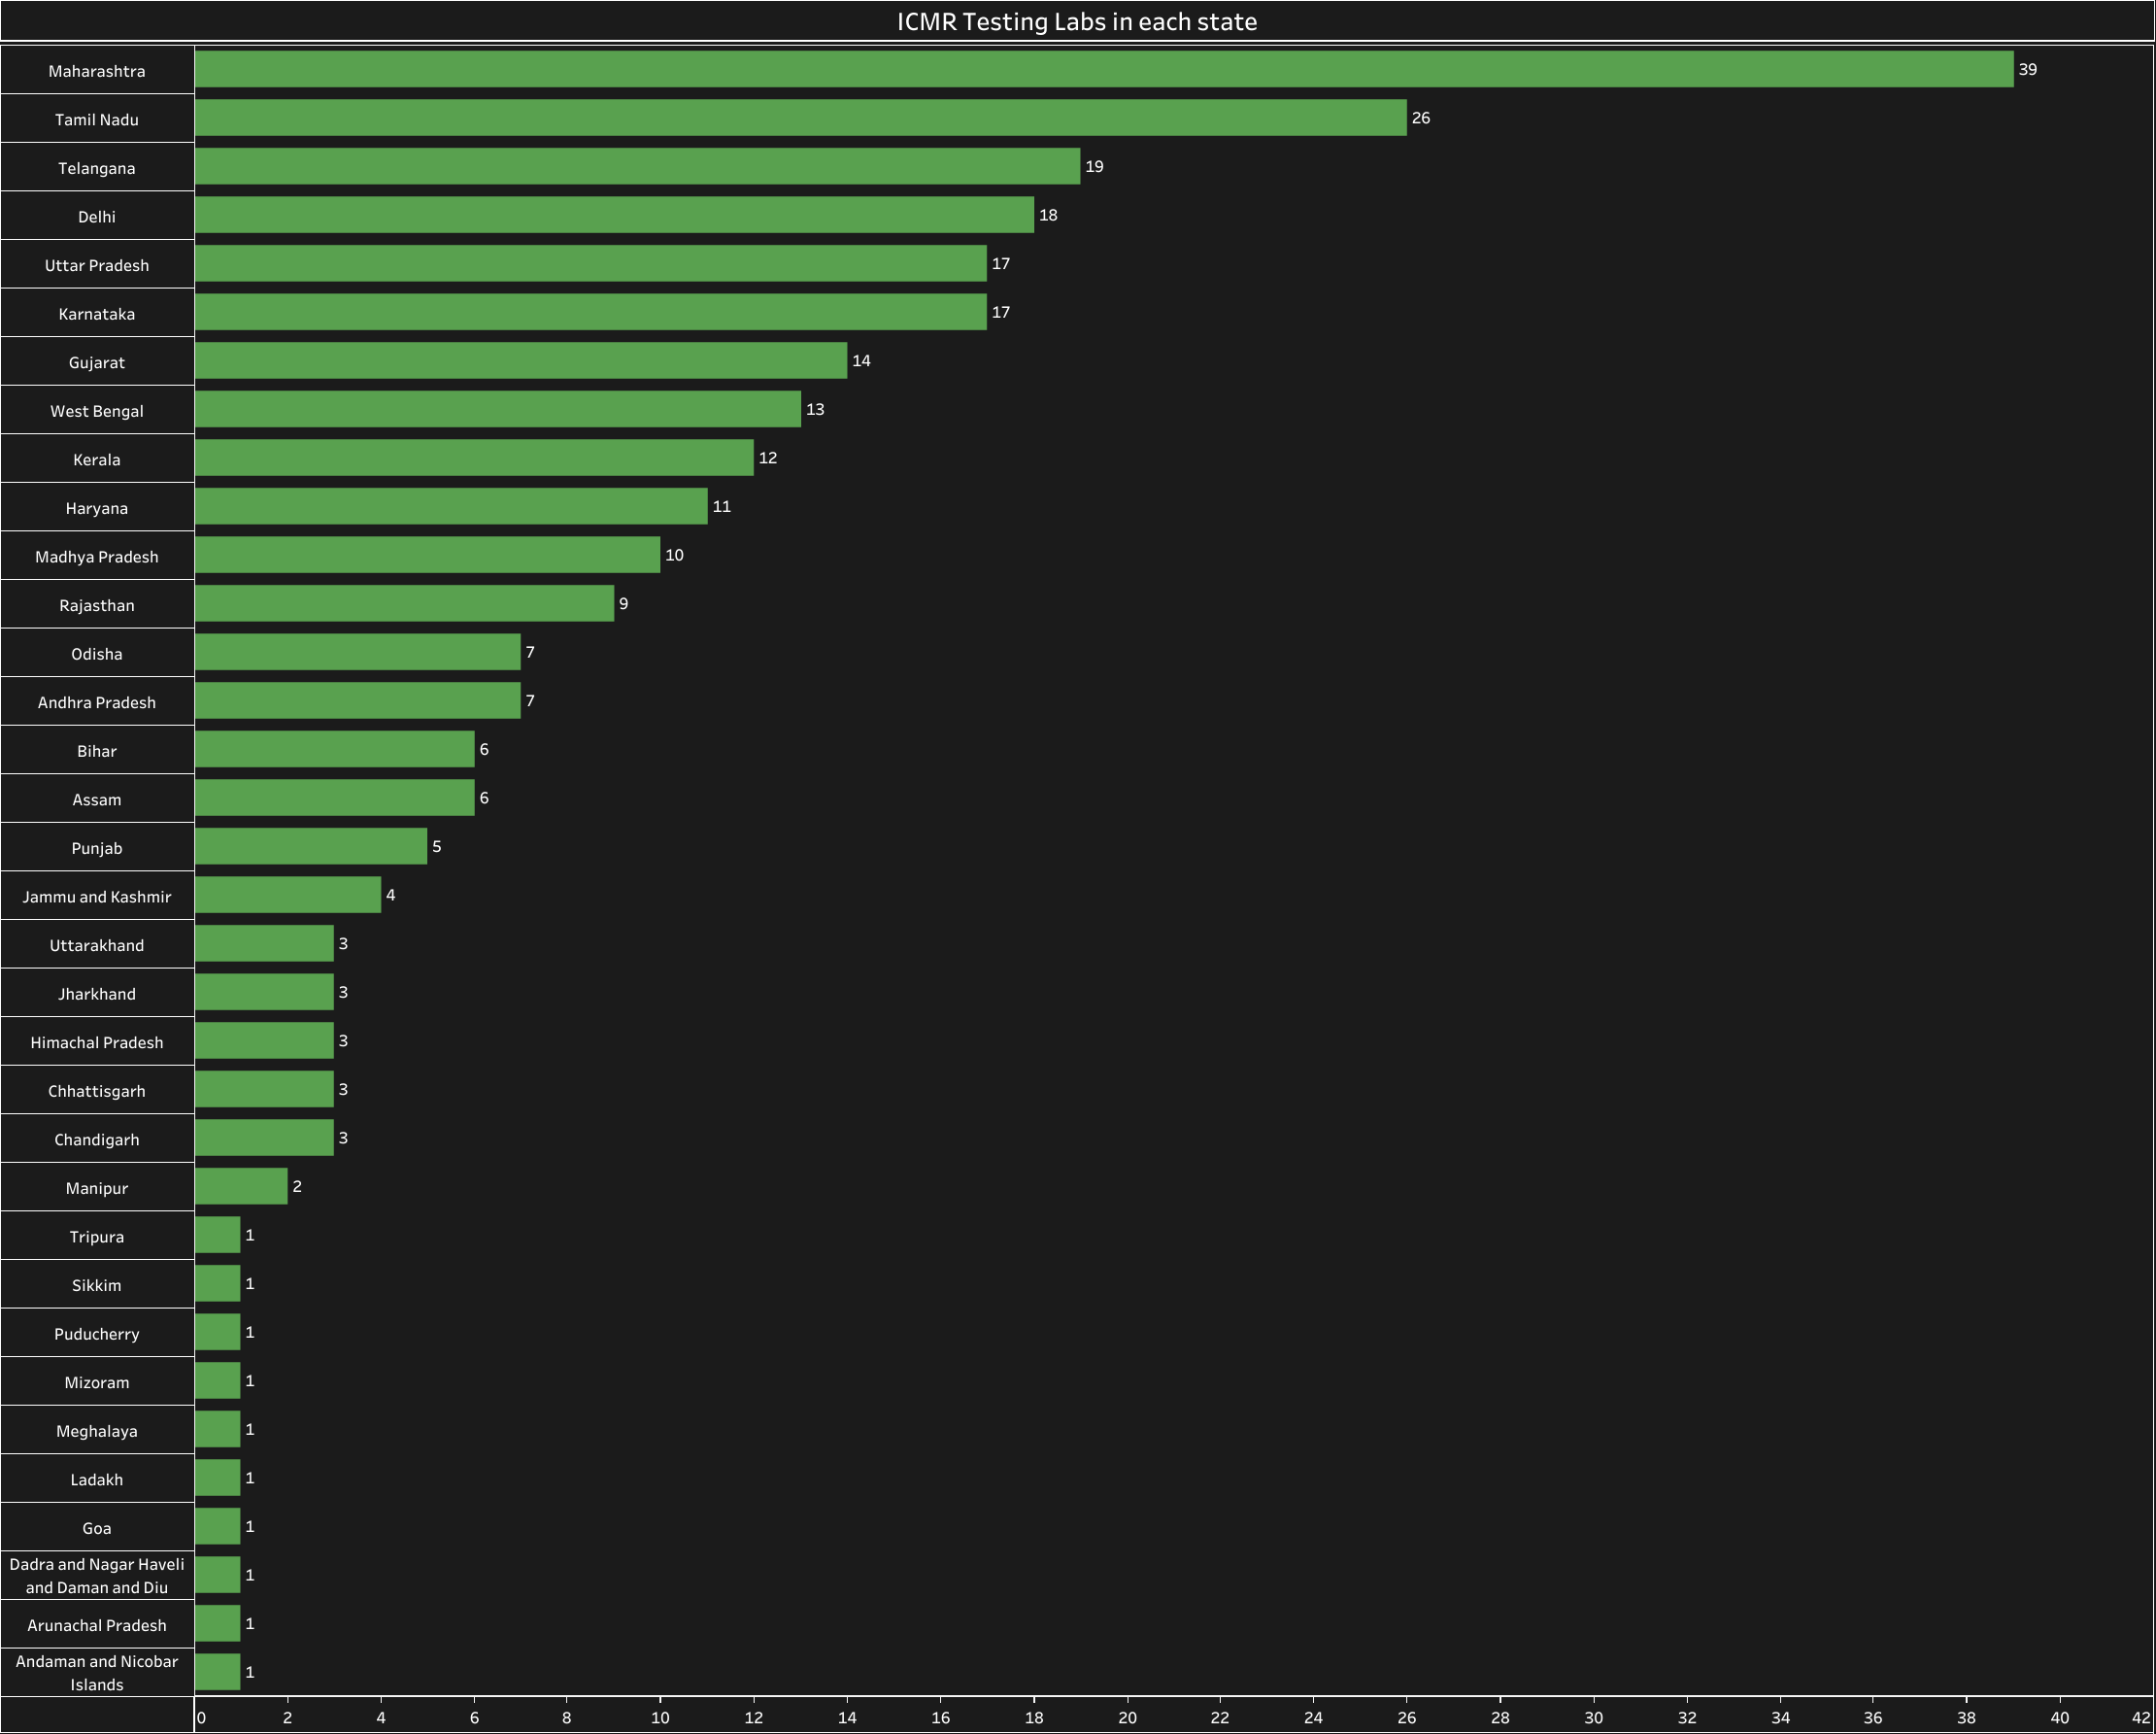 ICMR Testing Labs in each state
Maharashtra 39
Tamil Nadu 26
Telangana 19
Delhi 18
Uttar Pradesh 17
Karnataka 17
Gujarat 14
West Bengal 13
Kerala 12
Haryana 11
Madhya Pradesh 10
Rajasthan 9
Odisha 7
Andhra Pradesh 7
Bihar 6
Assam 6
Punjab 5
Jammu and Kashmir 4
Uttarakhand 3
Jharkhand 3
Himachal Pradesh 3
Chhattisgarh 3
Chandigarh 3
Manipur 2
Tripura 1
Sikkim 1
Puducherry 1
Mizoram 1
Meghalaya 1
Ladakh 1
Goa 1
Dadra and Nagar Haveli
and Daman and Diu 1
Arunachal Pradesh 1
Andaman and Nicobar
Islands 1
0 2 4 6 8 10 12 14 16 18 20 22 24 26 28 30 32 34 36 38 40 42